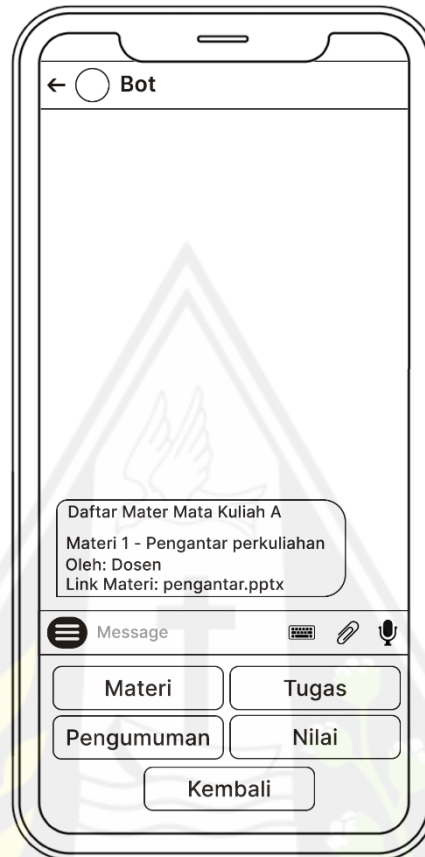 Bot
Daftar Mater Mata Kuliah A
Materi 1 - Pengantar perkuliahan
Oleh: Dosen
Link Materi: pengantar.pptx
Message
Materi
Tugas
Pengumuman
Nilai
Kembali